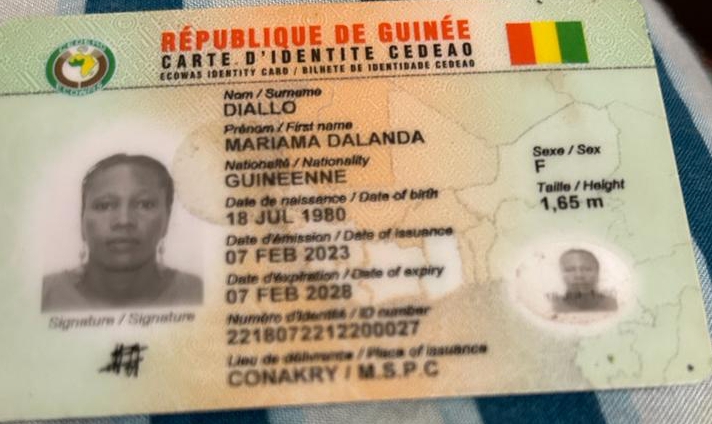 CEDEAO
ECOWAS
RÉPUBLIQUE DE GUINÉE
CARTE D'IDENTITE CEDEAO
ECOWAS IDENTITY CARD / BILHETE DE IDENTIDADE CEDEAO
Nom / Surname
DIALLO
Prénom / First name
MARIAMA DALANDA
Nationalité / Nationality
GUINEENNE
Sexe / Sex
F
Date de naissance / Date of birth
18 JUL 1980
Taille / Height
1,65 m
Date d'émission / Date of issuance
07 FEB 2023
Date d'expiration / Date of expiry
07 FEB 2028
Numéro d'identité / ID number
2218072212200027
Signature / Signature
Lieu de délivrance / Place of issuance
CONAKRY / M.S.P.C